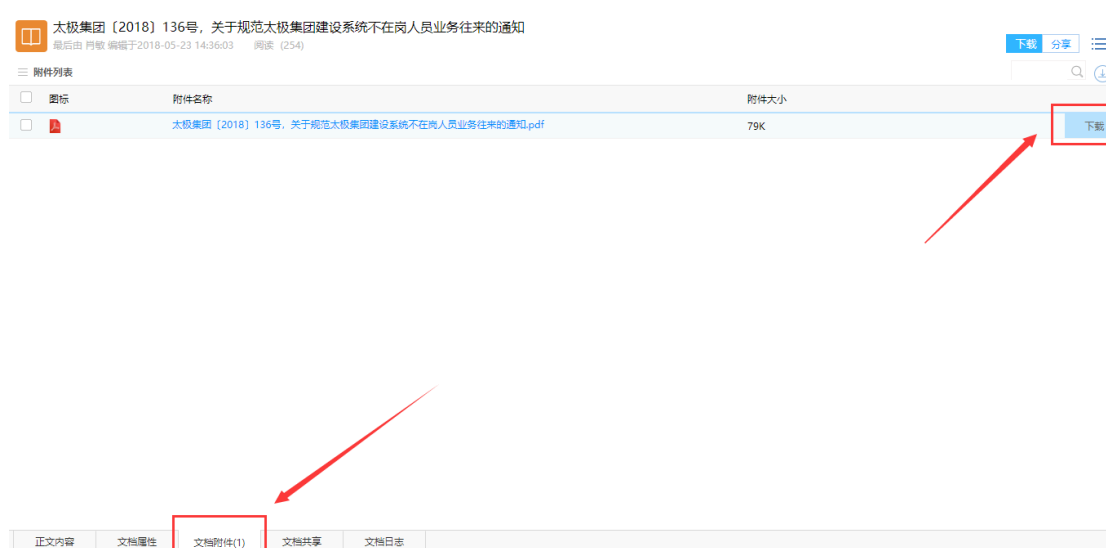 太极集团〔2018〕136号，关于规范太极集团建设系统不在岗人员业务往来的通知
最后由 肖敏 编辑于2018-05-23 14:36:03 阅读 (254)
下载 分享
附件列表
图标 附件名称 附件大小
太极集团〔2018〕136号，关于规范太极集团建设系统不在岗人员业务往来的通知.pdf 79K 下载
正文内容 文档属性 文档附件(1) 文档共享 文档日志